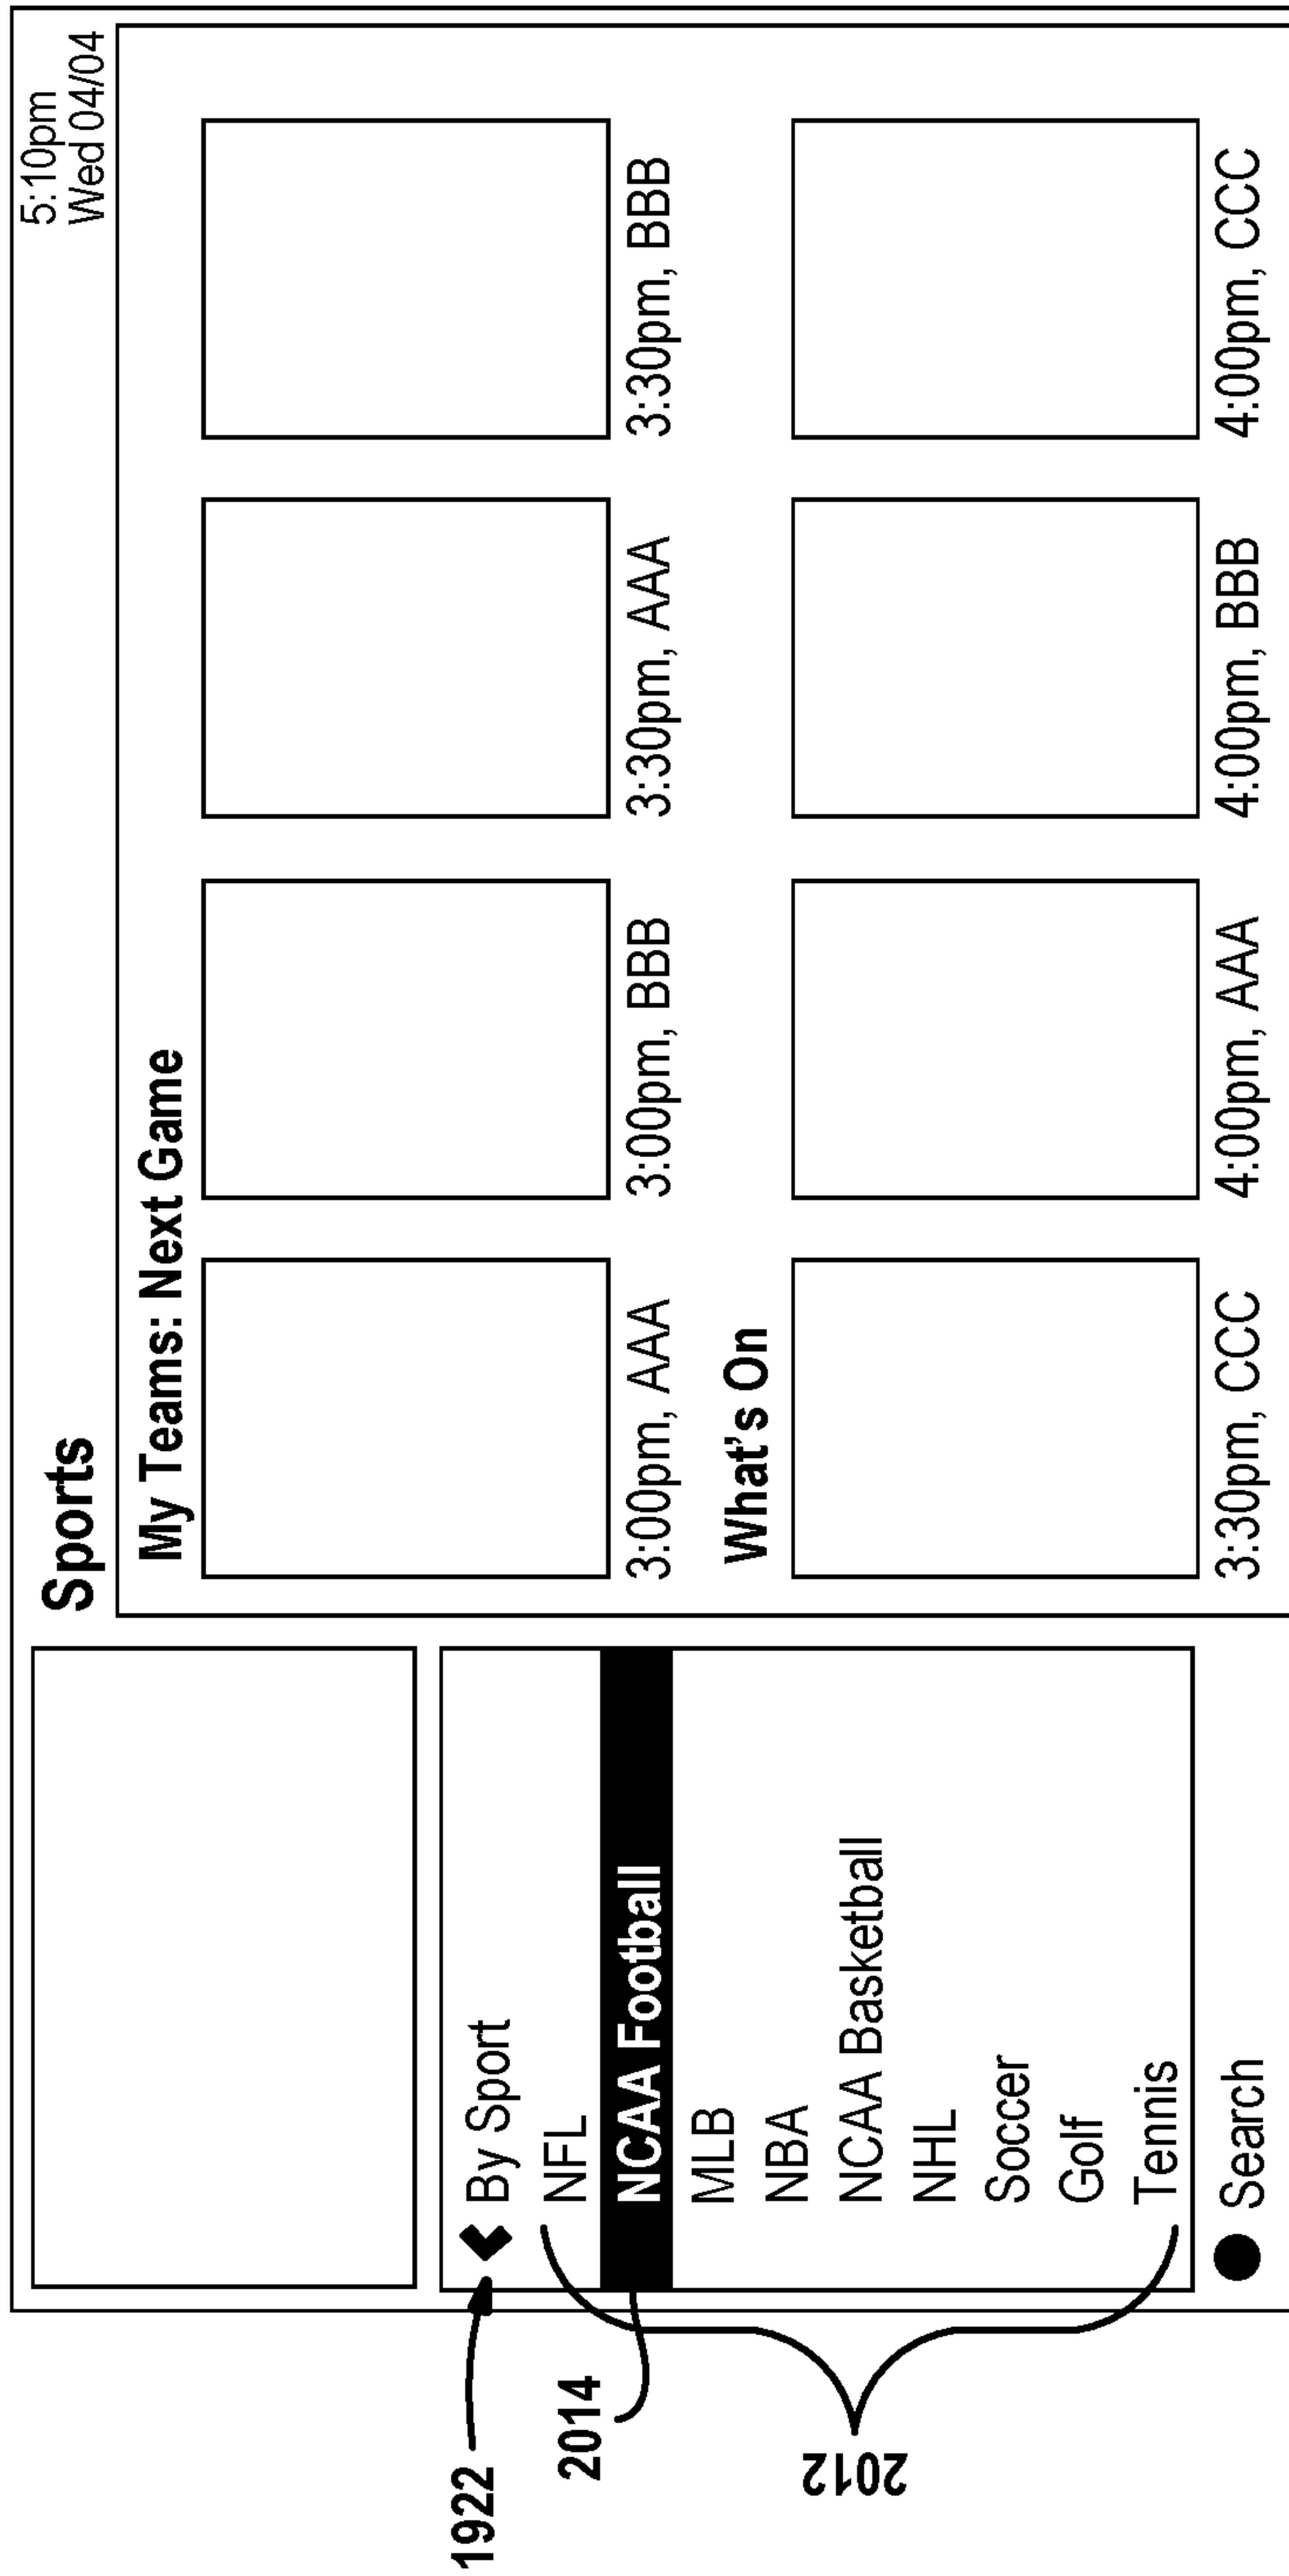 Sports
5:10pm
Wed 04/04
My Teams: Next Game
3:00pm, AAA
3:00pm, BBB
3:30pm, AAA
3:30pm, BBB
What's On
3:30pm, CCC
4:00pm, AAA
4:00pm, BBB
4:00pm, CCC
1922
By Sport
NFL
2014
NCAA Football
MLB
NBA
2012
NCAA Basketball
NHL
Soccer
Golf
Tennis
Search